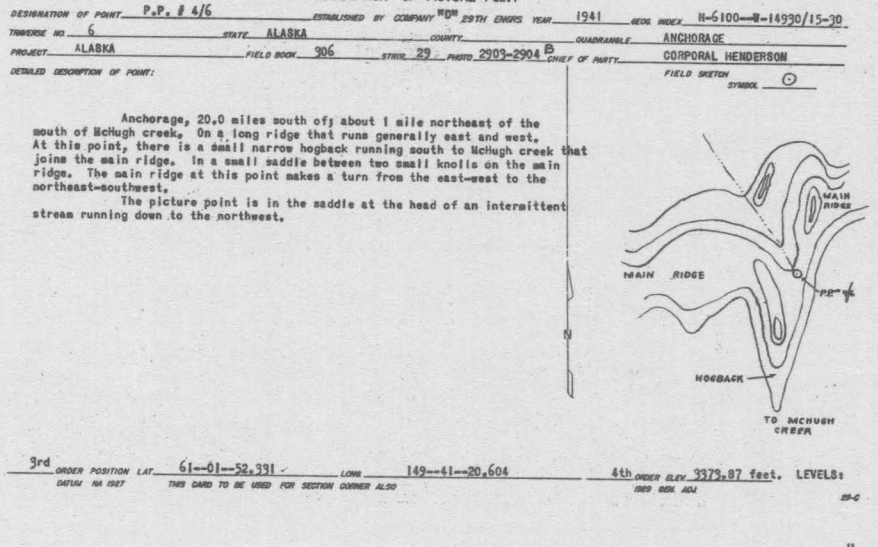 DESIGNATION OF POINT P.P. # 4/6 ESTABLISHED BY COMPANY "D" 29TH ENGRS YEAR 1941 GEOG. INDEX N-6100--W-14930/15-30
TRAVERSE NO. 6 STATE ALASKA COUNTY QUADRANGLE ANCHORAGE
PROJECT ALASKA FIELD BOOK 306 STRIP 29 PHOTO 2903-2904 B CHIEF OF PARTY CORPORAL HENDERSON
DETAILED DESCRIPTION OF POINT:
FIELD SKETCH
SYMBOL
Anchorage, 20.0 miles south of; about 1 mile northeast of the
mouth of McHugh creek. On a long ridge that runs generally east and west.
At this point, there is a small narrow hogback running south to McHugh creek that
joins the main ridge. In a small saddle between two small knolls on the main
ridge. The main ridge at this point makes a turn from the east-west to the
northeast-southwest.
The picture point is in the saddle at the head of an intermittent
stream running down to the northwest.
MAIN
RIDGE
MAIN RIDGE
P.P. 4/6
N
HOGBACK
TO MCHUGH
CREEK
3rd ORDER POSITION LAT. 61--01--52.331 LONG 149--41--20.604 4th ORDER ELEV. 3373.87 feet. LEVELS:
DATUM NA 1927 THIS CARD TO BE USED FOR SECTION CORNER ALSO 1929 GEN. ADJ
29-C